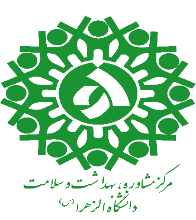 مرکز مشاوره، بهداشت و سلامت
دانشگاه الزهرا (س)